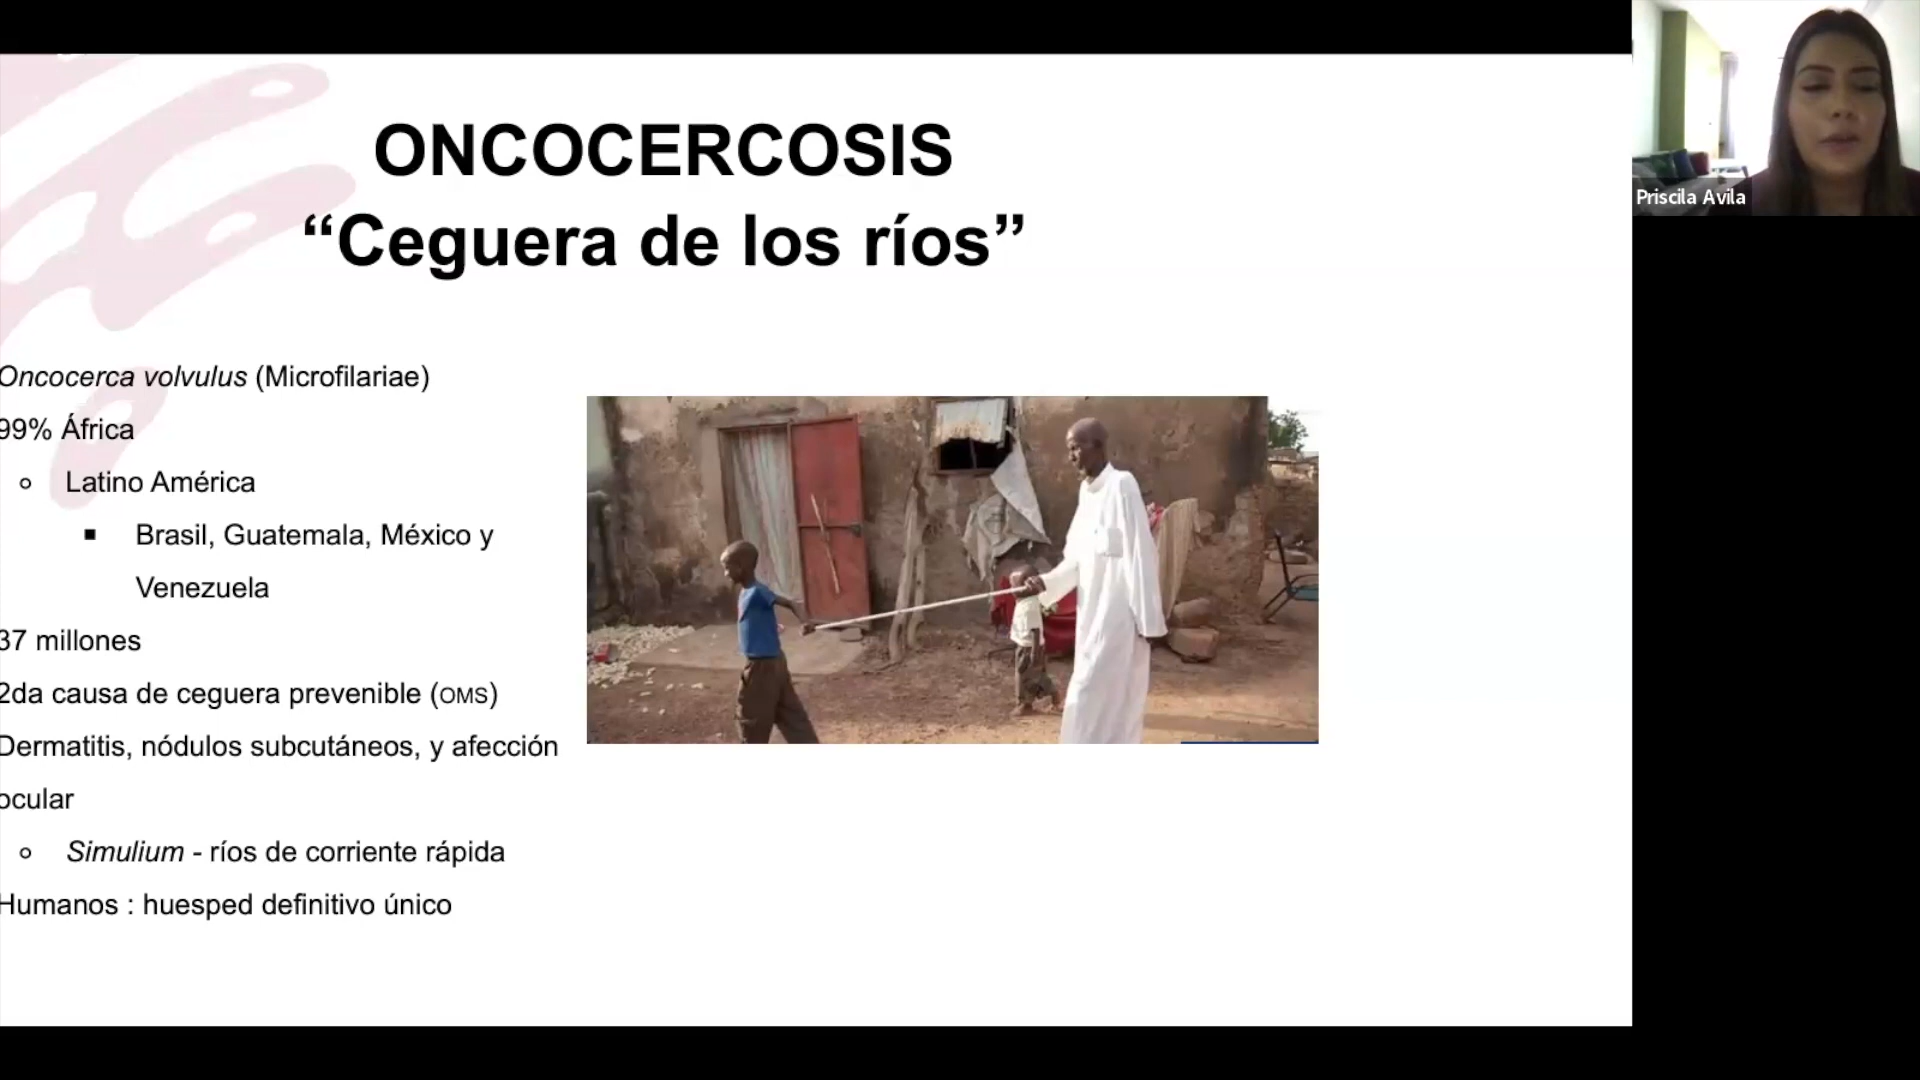 ONCOCERCOSIS
“Ceguera de los ríos”
Oncocerca volvulus (Microfilariae)
99% África
Latino América
Brasil, Guatemala, México y
Venezuela
37 millones
2da causa de ceguera prevenible (OMS)
Dermatitis, nódulos subcutáneos, y afección
ocular
Simulium - ríos de corriente rápida
Humanos : huesped definitivo único
Priscila Avila